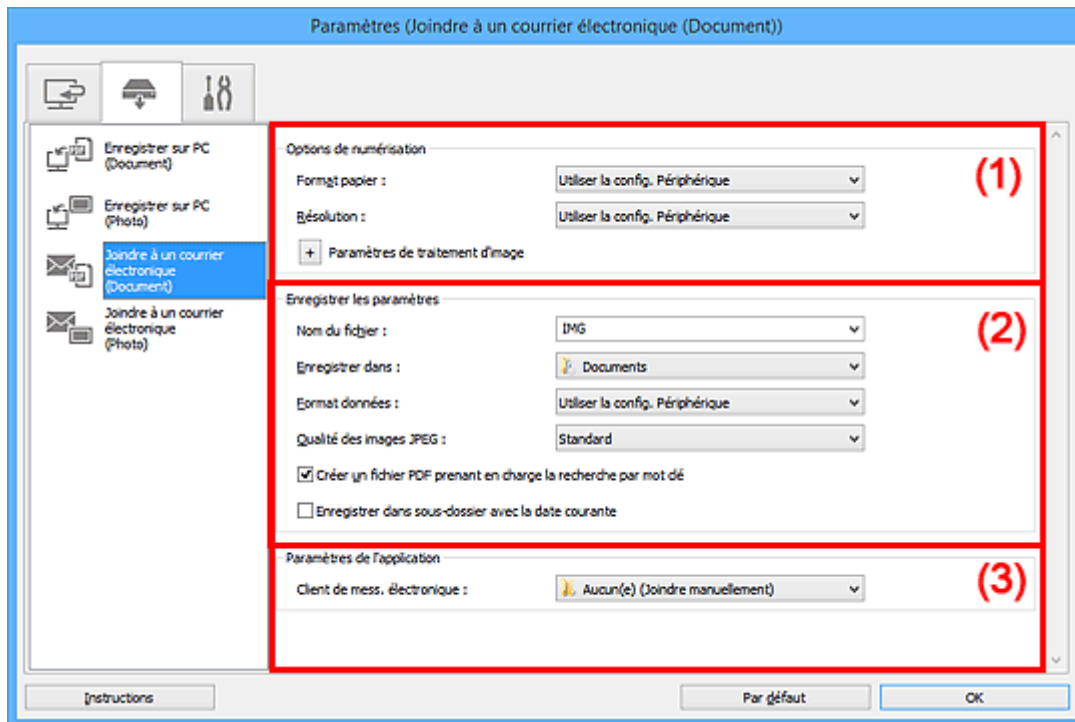 Paramètres (Joindre à un courrier électronique (Document))
Enregistrer sur PC
(Document)
Enregistrer sur PC
(Photo)
Joindre à un courrier
électronique
(Document)
Joindre à un courrier
électronique
(Photo)
Options de numérisation
(1)
Format papier : Utiliser la config. Périphérique
Résolution : Utiliser la config. Périphérique
+ Paramètres de traitement d'image
Enregistrer les paramètres
(2)
Nom du fichier : IMG
Enregistrer dans : Documents
Format données : Utiliser la config. Périphérique
Qualité des images JPEG : Standard
Créer un fichier PDF prenant en charge la recherche par mot clé
Enregistrer dans sous-dossier avec la date courante
Paramètres de l'application
(3)
Client de mess. électronique : Aucun(e) (Joindre manuellement)
Instructions Par défaut OK